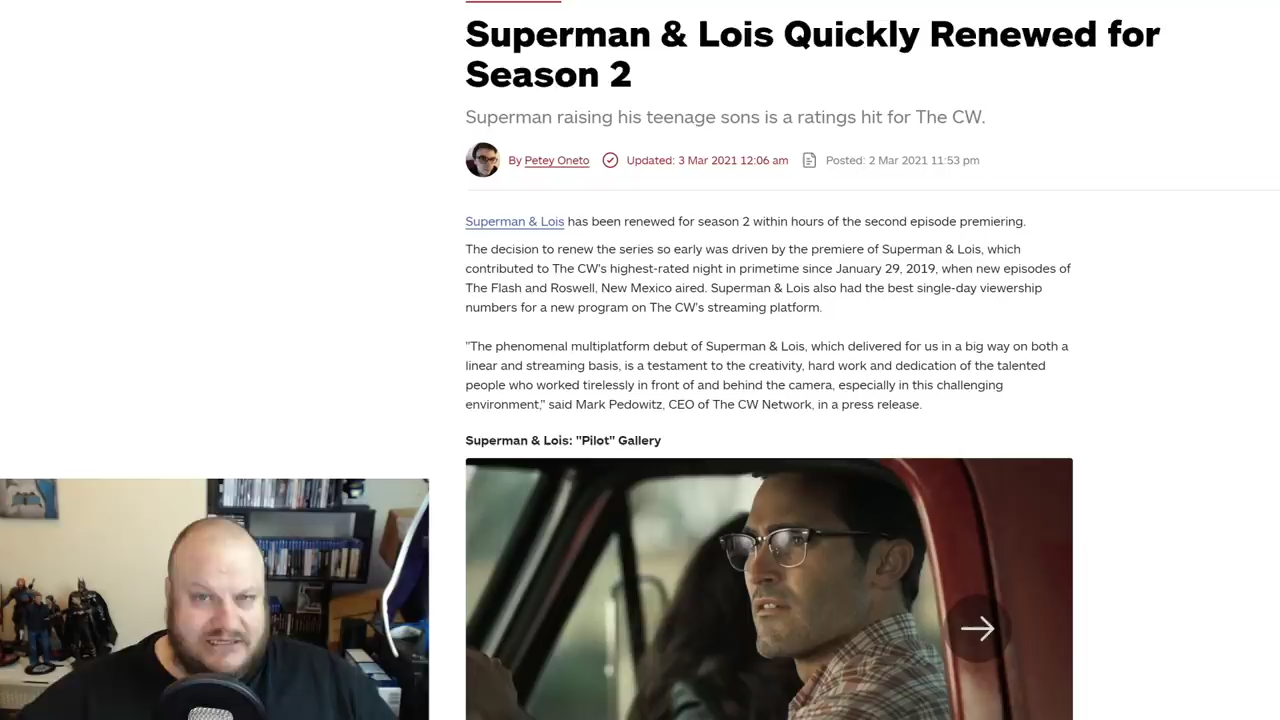 Superman & Lois Quickly Renewed for
Season 2
Superman raising his teenage sons is a ratings hit for The CW.
By Petey Oneto Updated: 3 Mar 2021 12:06 am Posted: 2 Mar 2021 11:53 pm
Superman & Lois has been renewed for season 2 within hours of the second episode premiering.
The decision to renew the series so early was driven by the premiere of Superman & Lois, which
contributed to The CW's highest-rated night in primetime since January 29, 2019, when new episodes of
The Flash and Roswell, New Mexico aired. Superman & Lois also had the best single-day viewership
numbers for a new program on The CW's streaming platform.
"The phenomenal multiplatform debut of Superman & Lois, which delivered for us in a big way on both a
linear and streaming basis, is a testament to the creativity, hard work and dedication of the talented
people who worked tirelessly in front of and behind the camera, especially in this challenging
environment," said Mark Pedowitz, CEO of The CW Network, in a press release.
Superman & Lois: "Pilot" Gallery